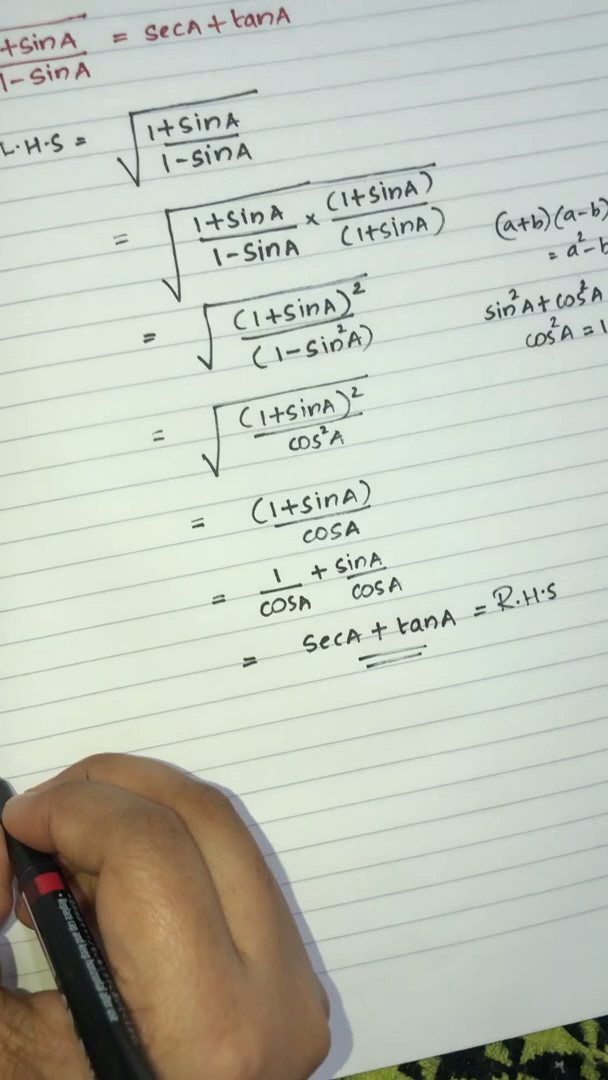 +sinA / 1-sinA = secA + tanA
L.H.S = √(1+sinA / 1-sinA)
= √(1+sinA / 1-sinA × (1+sinA) / (1+sinA))
(a+b)(a-b)
= a²-b
= √((1+sinA)² / (1-sin²A))
sin²A+cos²A
cos²A = 1
= √((1+sinA)² / cos²A)
= (1+sinA) / cosA
= 1/cosA + sinA/cosA
= secA + tanA = R.H.S